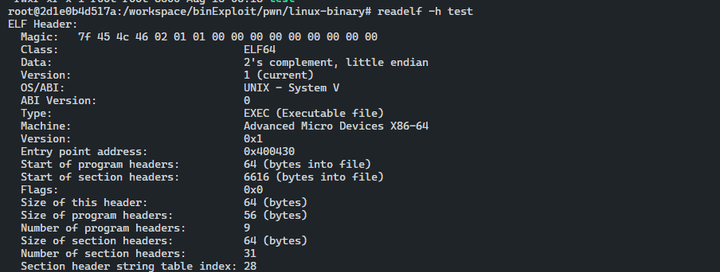 root@2d1e0b4d517a:/workspace/binExploit/pwn/linux-binary# readelf -h test
ELF Header:
  Magic:   7f 45 4c 46 02 01 01 00 00 00 00 00 00 00 00 00
  Class:                             ELF64
  Data:                              2's complement, little endian
  Version:                           1 (current)
  OS/ABI:                            UNIX - System V
  ABI Version:                       0
  Type:                              EXEC (Executable file)
  Machine:                           Advanced Micro Devices X86-64
  Version:                           0x1
  Entry point address:               0x400430
  Start of program headers:          64 (bytes into file)
  Start of section headers:          6616 (bytes into file)
  Flags:                             0x0
  Size of this header:               64 (bytes)
  Size of program headers:           56 (bytes)
  Number of program headers:         9
  Size of section headers:           64 (bytes)
  Number of section headers:         31
  Section header string table index: 28